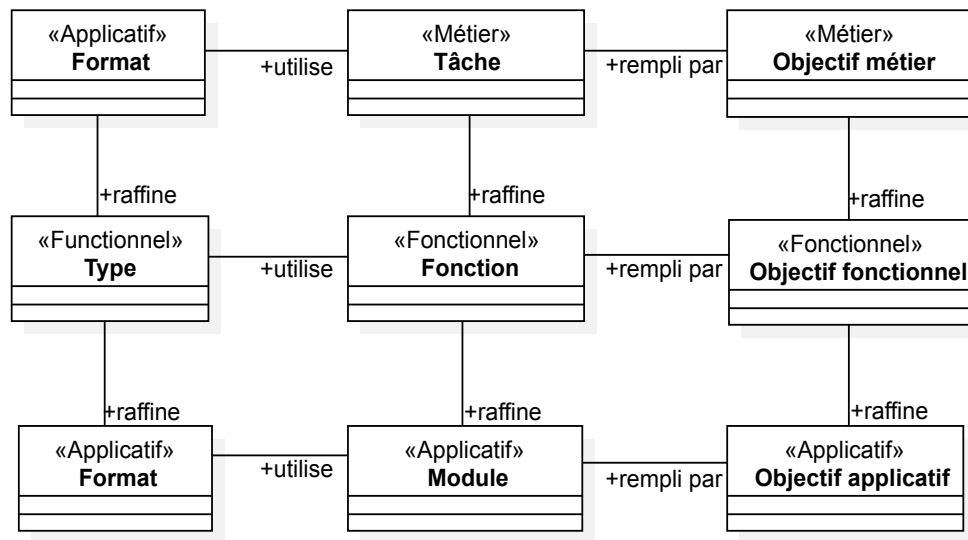 «Applicatif»
Format
+utilise
«Métier»
Tâche
+rempli par
«Métier»
Objectif métier
+raffine
+raffine
+raffine
«Functionnel»
Type
+utilise
«Fonctionnel»
Fonction
+rempli par
«Fonctionnel»
Objectif fonctionnel
+raffine
+raffine
+raffine
«Applicatif»
Format
+utilise
«Applicatif»
Module
+rempli par
«Applicatif»
Objectif applicatif